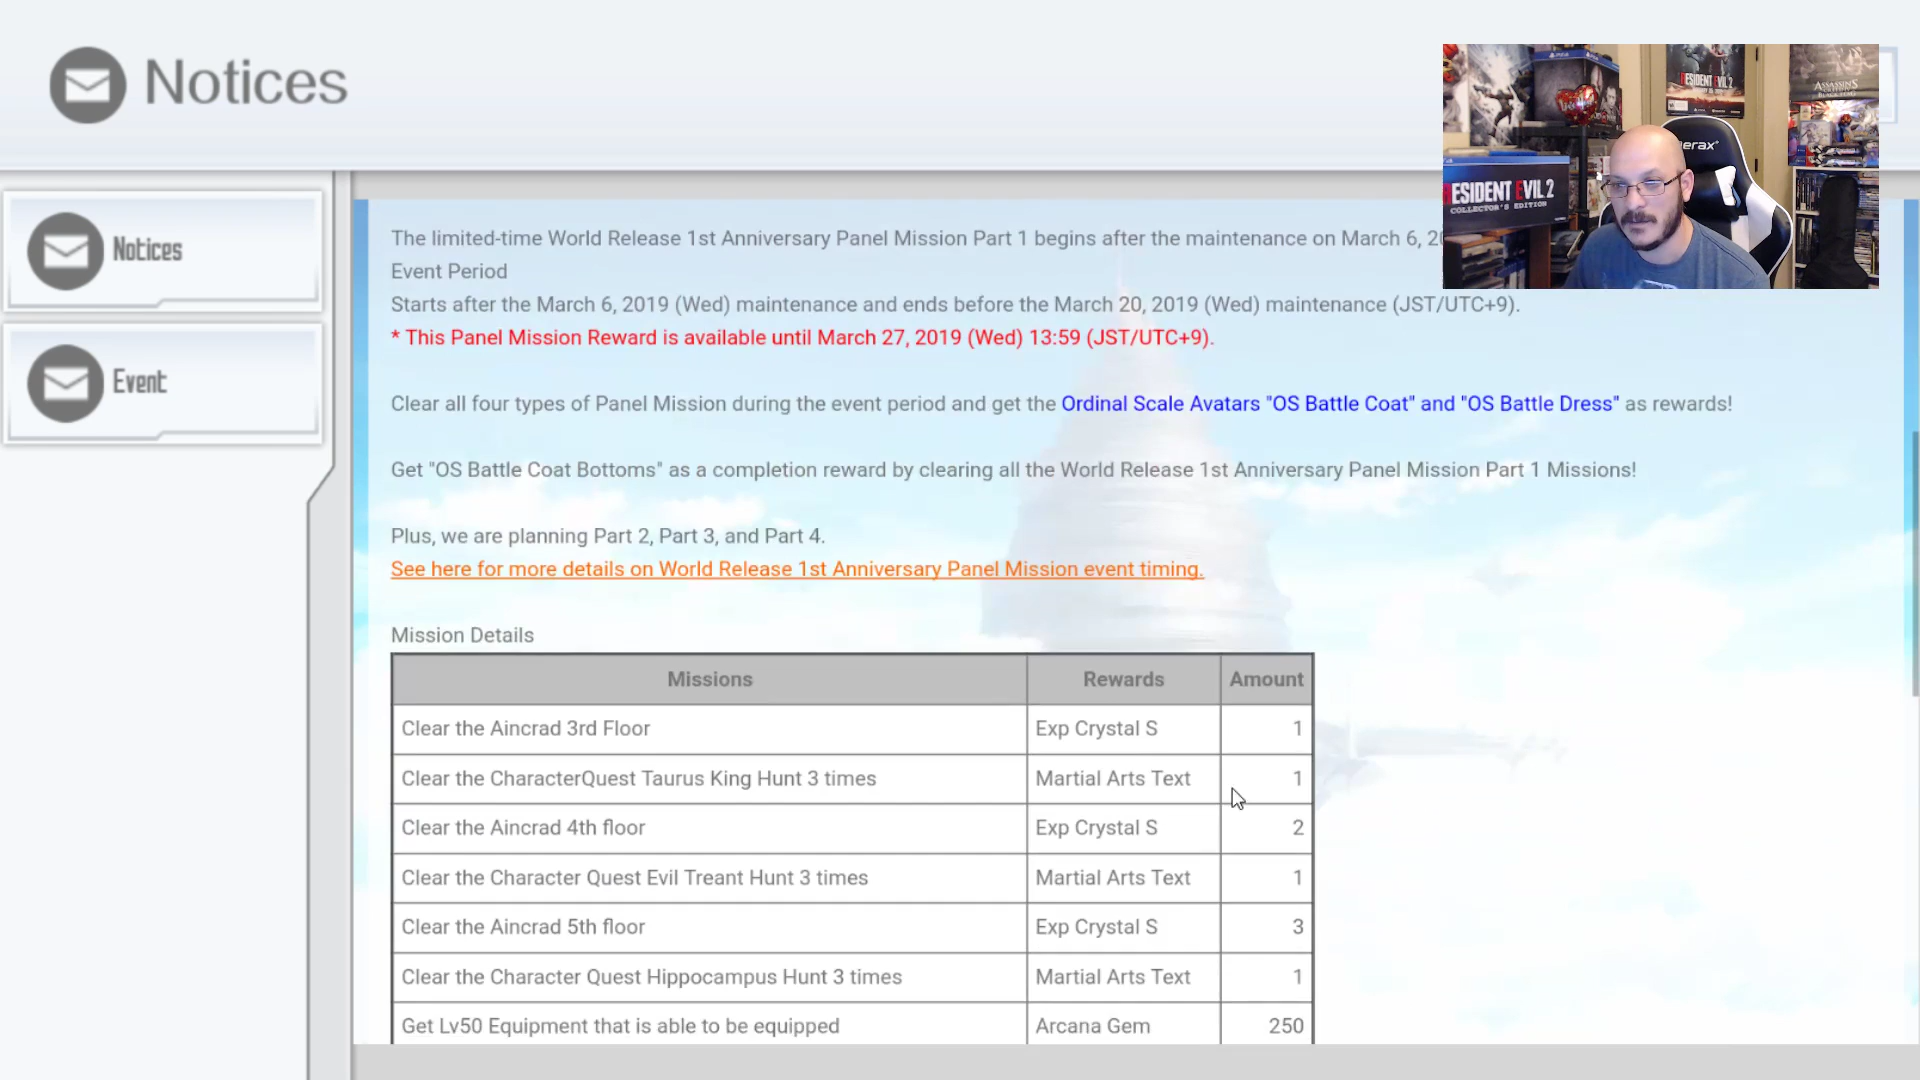 Notices
Notices
Event
The limited-time World Release 1st Anniversary Panel Mission Part 1 begins after the maintenance on March 6,
Event Period
Starts after the March 6, 2019 (Wed) maintenance and ends before the March 20, 2019 (Wed) maintenance (JST/UTC+9).
* This Panel Mission Reward is available until March 27, 2019 (Wed) 13:59 (JST/UTC+9).
Clear all four types of Panel Mission during the event period and get the Ordinal Scale Avatars "OS Battle Coat" and "OS Battle Dress" as rewards!
Get "OS Battle Coat Bottoms" as a completion reward by clearing all the World Release 1st Anniversary Panel Mission Part 1 Missions!
Plus, we are planning Part 2, Part 3, and Part 4.
See here for more details on World Release 1st Anniversary Panel Mission event timing.
Mission Details
Missions Rewards Amount
Clear the Aincrad 3rd Floor Exp Crystal S 1
Clear the CharacterQuest Taurus King Hunt 3 times Martial Arts Text 1
Clear the Aincrad 4th floor Exp Crystal S 2
Clear the Character Quest Evil Treant Hunt 3 times Martial Arts Text 1
Clear the Aincrad 5th floor Exp Crystal S 3
Clear the Character Quest Hippocampus Hunt 3 times Martial Arts Text 1
Get Lv50 Equipment that is able to be equipped Arcana Gem 250
RESIDENT EVIL 2
ASSASSIN'S
erax
ESIDENT EVIL 2
COLLECTOR'S EDITION